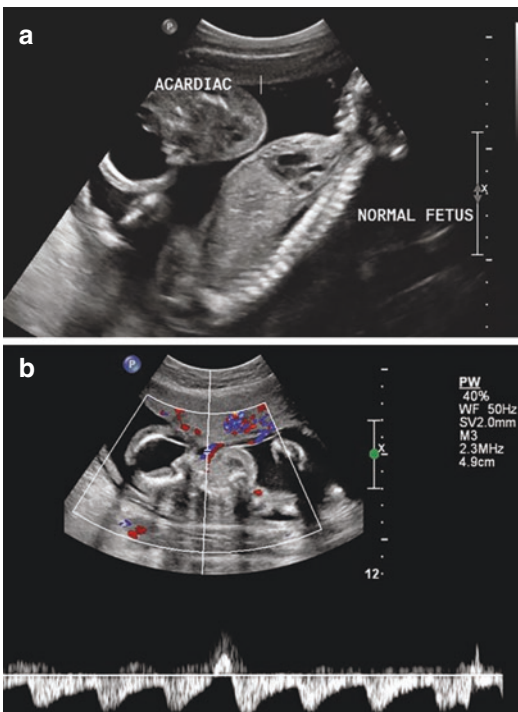 a
P
ACARDIAC
X
NORMAL FETUS
b
P
PW
40%
WF 50Hz
SV2.0mm
M3
2.3MHz
4.9cm
X
12